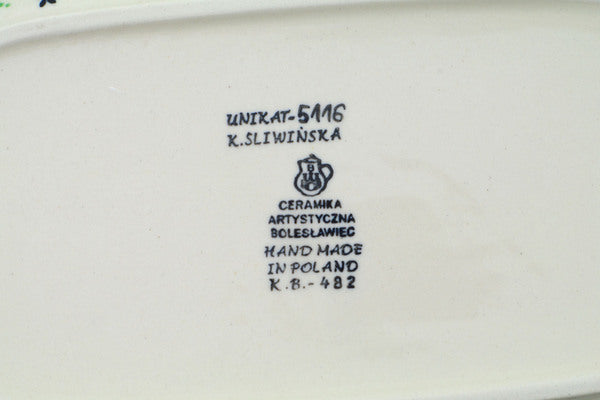 UNIKAT-5116
K.SLIWIŃSKA
CERAMIKA
ARTYSTYCZNA
BOLESŁAWIEC
HAND MADE
IN POLAND
K.B.-482